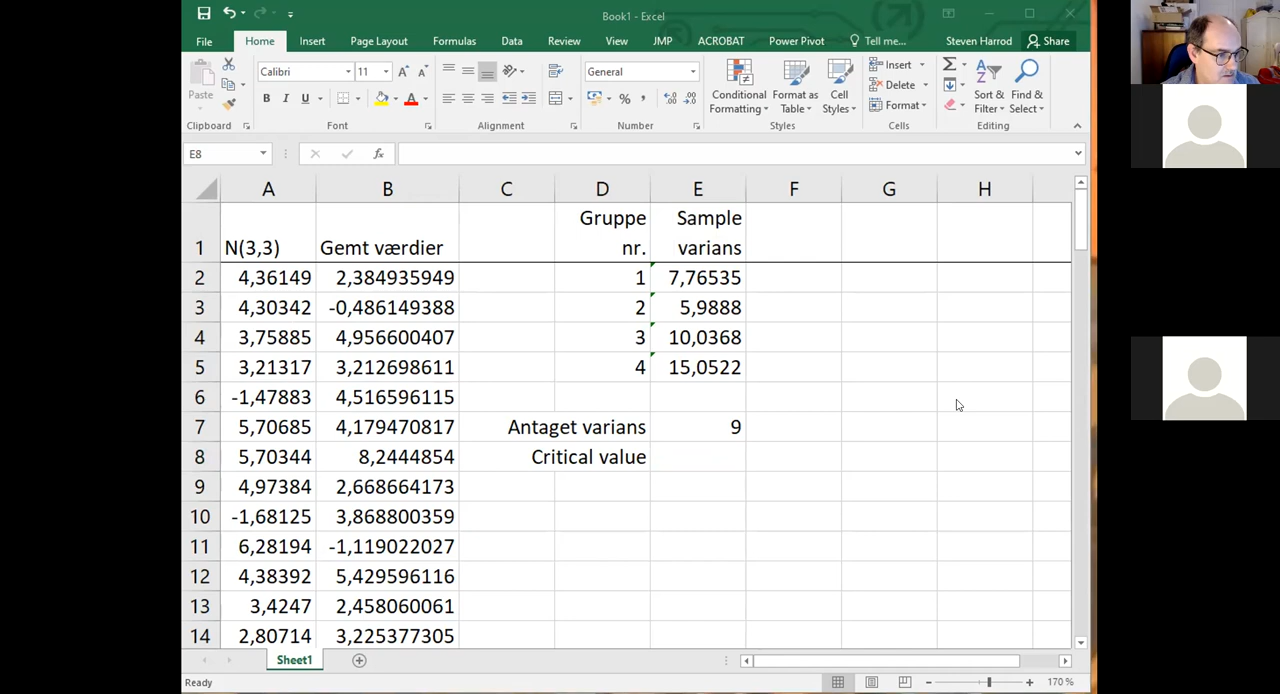 Book1 - Excel
File Home Insert Page Layout Formulas Data Review View JMP ACROBAT Power Pivot Tell me... Steven Harrod Share
Paste
Calibri 11
B I U
General
Conditional Formatting
Format as Table
Cell Styles
Insert
Delete
Format
Sort & Filter
Find & Select
Clipboard Font Alignment Number Styles Cells Editing
E8
A B C D E F G H
Gruppe Sample
1 N(3,3) Gemt værdier nr. varians
2 4,36149 2,384935949 1 7,76535
3 4,30342 -0,486149388 2 5,9888
4 3,75885 4,956600407 3 10,0368
5 3,21317 3,212698611 4 15,0522
6 -1,47883 4,516596115
7 5,70685 4,179470817 Antaget varians 9
8 5,70344 8,2444854 Critical value
9 4,97384 2,668664173
10 -1,68125 3,868800359
11 6,28194 -1,119022027
12 4,38392 5,429596116
13 3,4247 2,458060061
14 2,80714 3,225377305
Sheet1
Ready 170 %